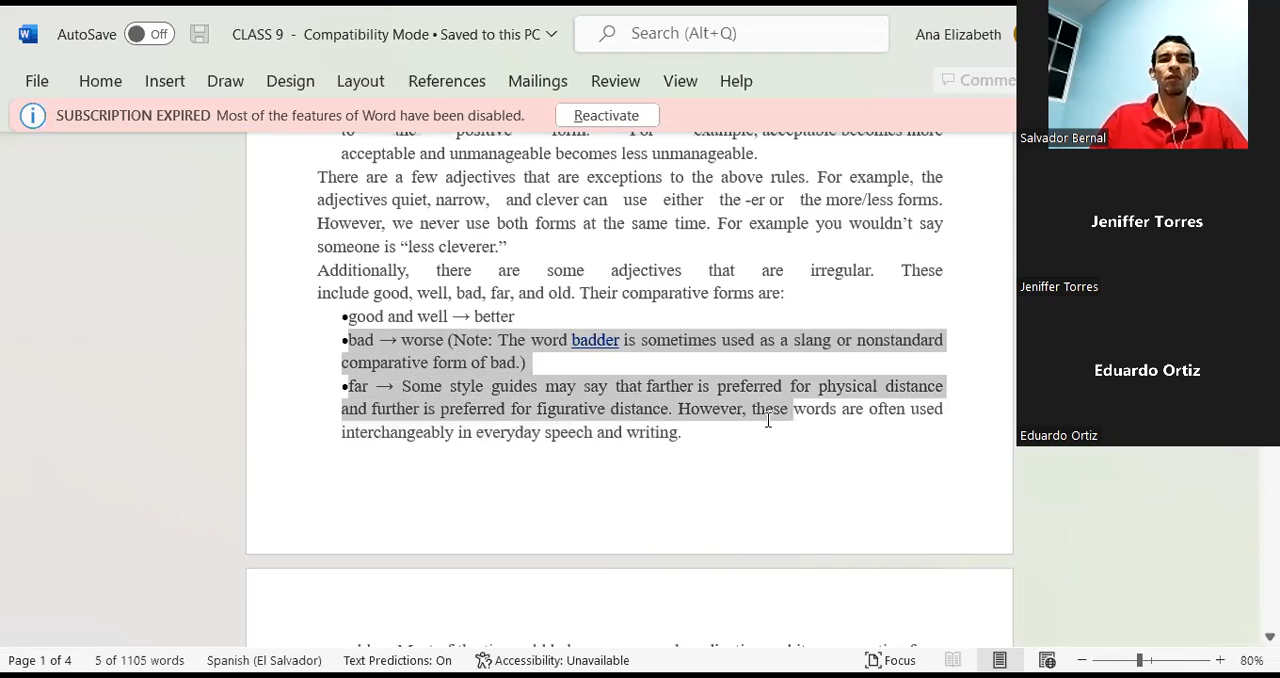 AutoSave Off CLASS 9 - Compatibility Mode • Saved to this PC Search (Alt+Q) Ana Elizabeth
File Home Insert Draw Design Layout References Mailings Review View Help Comme
SUBSCRIPTION EXPIRED Most of the features of Word have been disabled. Reactivate
to the positive form. For example, acceptable becomes more
acceptable and unmanageable becomes less unmanageable.
There are a few adjectives that are exceptions to the above rules. For example, the
adjectives quiet, narrow, and clever can use either the -er or the more/less forms.
However, we never use both forms at the same time. For example you wouldn’t say
someone is “less cleverer.”
Additionally, there are some adjectives that are irregular. These
include good, well, bad, far, and old. Their comparative forms are:
•good and well → better
•bad → worse (Note: The word badder is sometimes used as a slang or nonstandard
comparative form of bad.)
•far → Some style guides may say that farther is preferred for physical distance
and further is preferred for figurative distance. However, these words are often used
interchangeably in everyday speech and writing.
Page 1 of 4 5 of 1105 words Spanish (El Salvador) Text Predictions: On Accessibility: Unavailable Focus 80%
Salvador Bernal
Jeniffer Torres
Jeniffer Torres
Eduardo Ortiz
Eduardo Ortiz